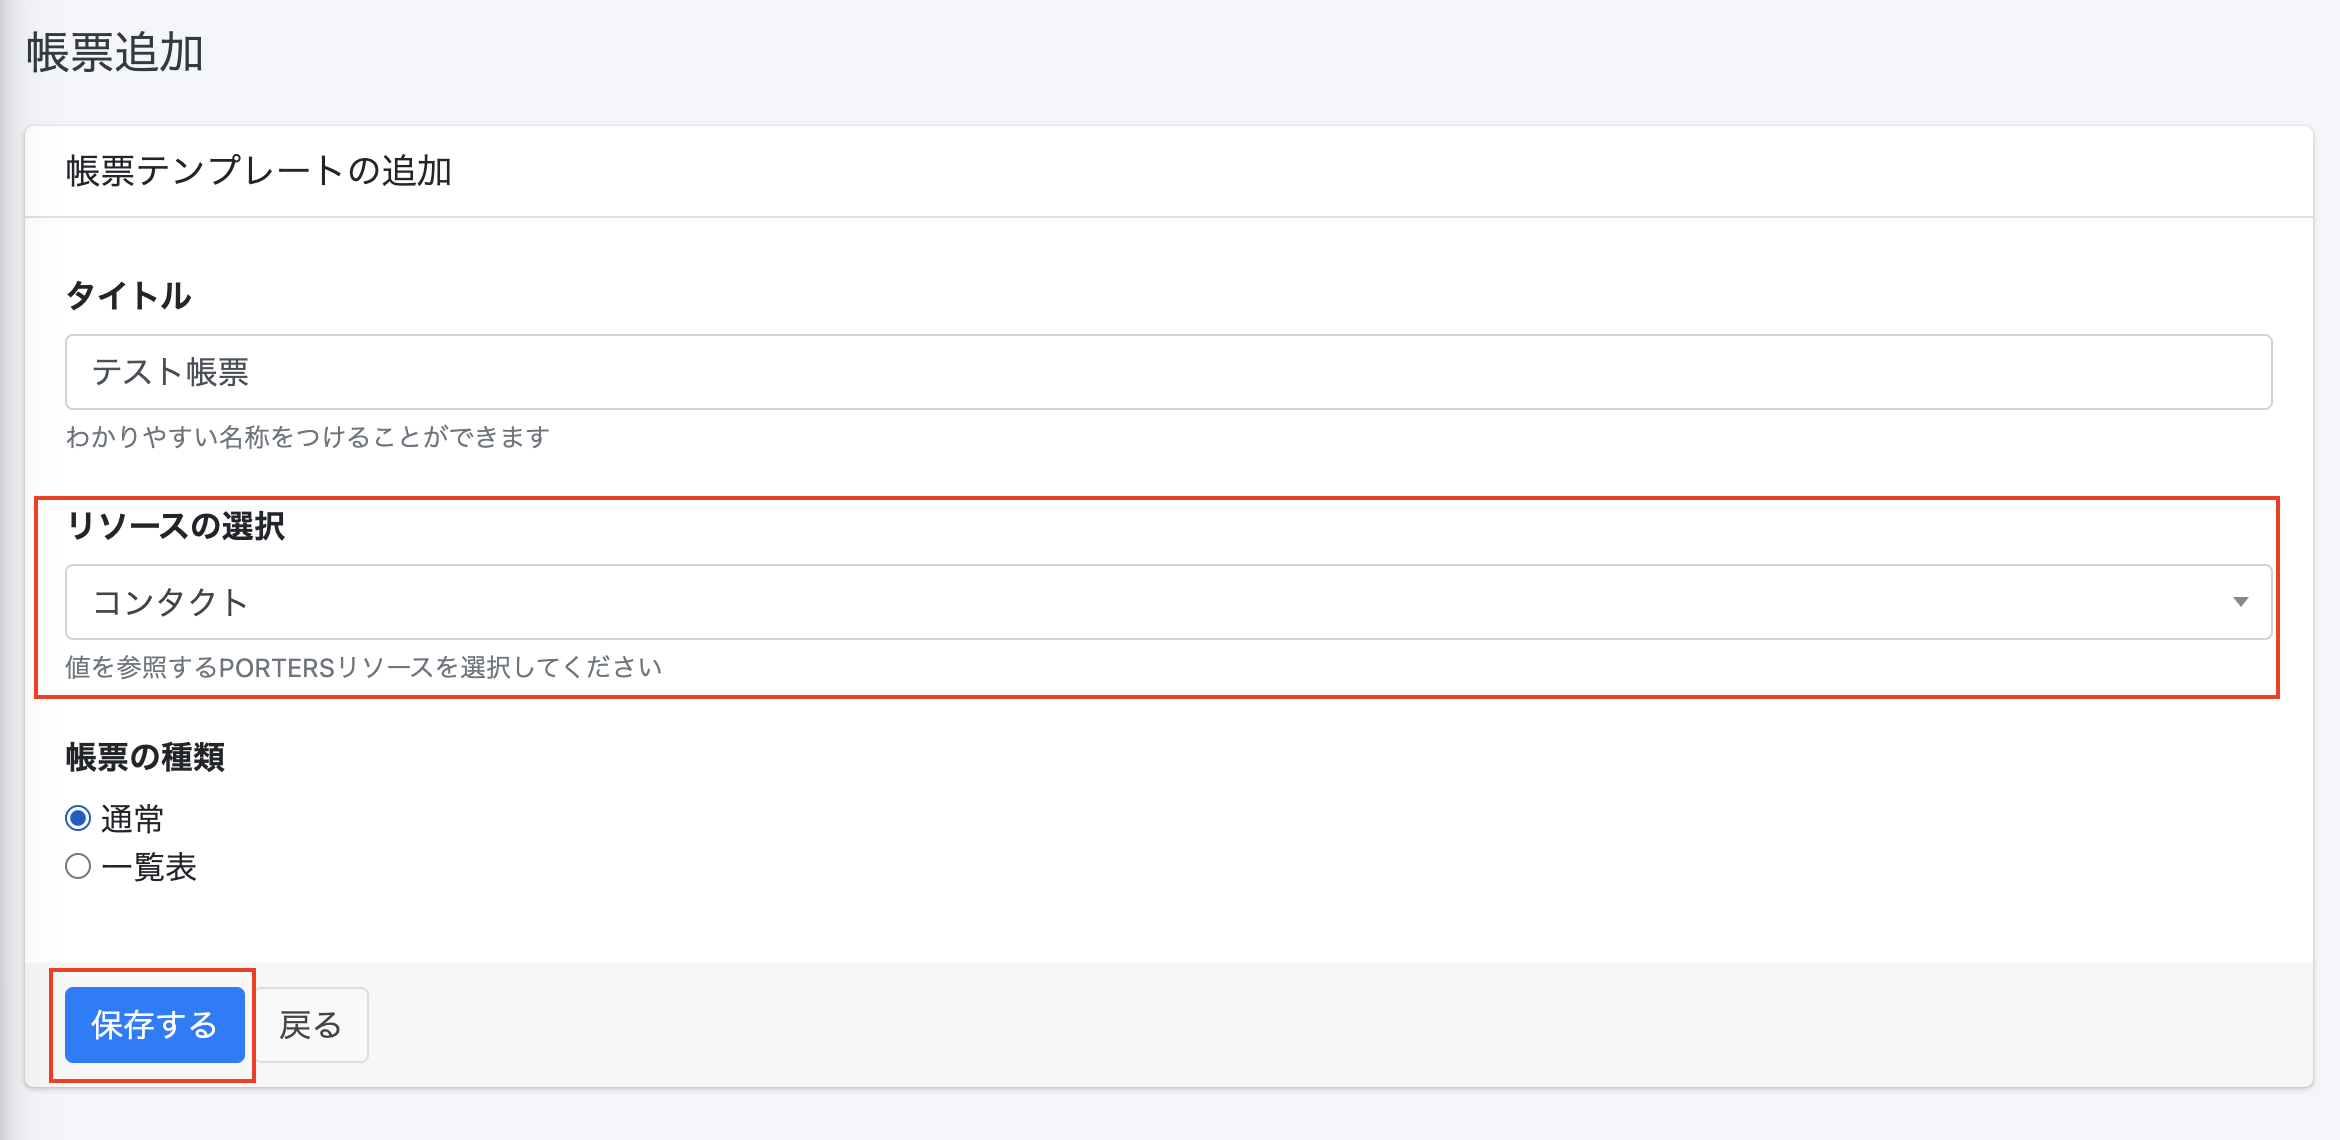 帳票追加
帳票テンプレートの追加
タイトル
テスト帳票
わかりやすい名称をつけることができます
リソースの選択
コンタクト
値を参照するPORTERSリソースを選択してください
帳票の種類
通常
一覧表
保存する 戻る